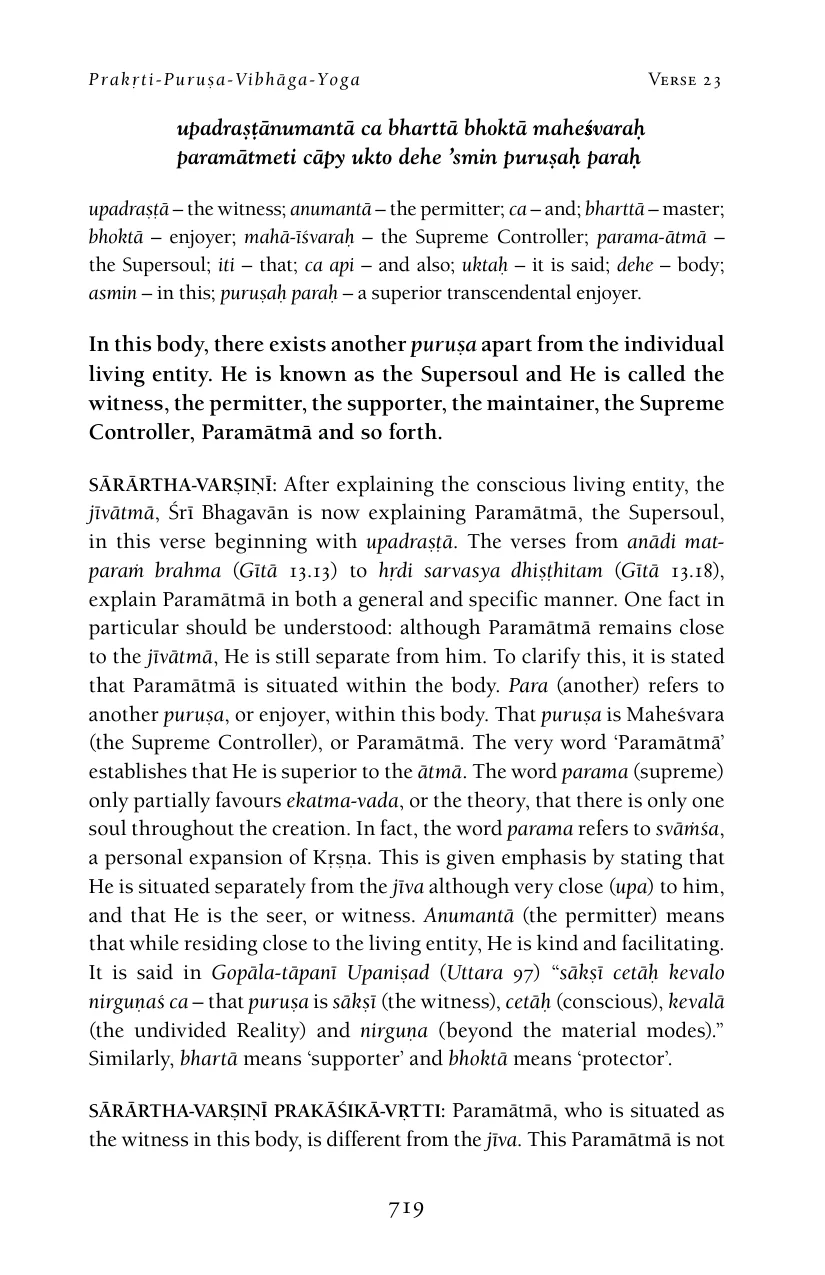 Prakṛti-Puruṣa-Vibhāga-Yoga VERSE 23
upadraṣṭānumantā ca bharttā bhoktā maheśvaraḥ
paramātmeti cāpy ukto dehe ’smin puruṣaḥ paraḥ
upadraṣṭā – the witness; anumantā – the permitter; ca – and; bharttā – master;
bhoktā – enjoyer; mahā-īśvaraḥ – the Supreme Controller; parama-ātmā –
the Supersoul; iti – that; ca api – and also; uktaḥ – it is said; dehe – body;
asmin – in this; puruṣaḥ paraḥ – a superior transcendental enjoyer.
In this body, there exists another puruṣa apart from the individual
living entity. He is known as the Supersoul and He is called the
witness, the permitter, the supporter, the maintainer, the Supreme
Controller, Paramātmā and so forth.
SĀRĀRTHA-VARṢIṆĪ: After explaining the conscious living entity, the
jīvātmā, Śrī Bhagavān is now explaining Paramātmā, the Supersoul,
in this verse beginning with upadraṣṭā. The verses from anādi mat-
paraṁ brahma (Gītā 13.13) to hṛdi sarvasya dhiṣṭhitam (Gītā 13.18),
explain Paramātmā in both a general and specific manner. One fact in
particular should be understood: although Paramātmā remains close
to the jīvātmā, He is still separate from him. To clarify this, it is stated
that Paramātmā is situated within the body. Para (another) refers to
another puruṣa, or enjoyer, within this body. That puruṣa is Maheśvara
(the Supreme Controller), or Paramātmā. The very word ‘Paramātmā’
establishes that He is superior to the ātmā. The word parama (supreme)
only partially favours ekatma-vada, or the theory, that there is only one
soul throughout the creation. In fact, the word parama refers to svāṁśa,
a personal expansion of Kṛṣṇa. This is given emphasis by stating that
He is situated separately from the jīva although very close (upa) to him,
and that He is the seer, or witness. Anumantā (the permitter) means
that while residing close to the living entity, He is kind and facilitating.
It is said in Gopāla-tāpanī Upaniṣad (Uttara 97) “sākṣī cetāḥ kevalo
nirguṇaś ca – that puruṣa is sākṣī (the witness), cetāḥ (conscious), kevalā
(the undivided Reality) and nirguṇa (beyond the material modes).”
Similarly, bhartā means ‘supporter’ and bhoktā means ‘protector’.
SĀRĀRTHA-VARṢIṆĪ PRAKĀŚIKĀ-VṚTTI: Paramātmā, who is situated as
the witness in this body, is different from the jīva. This Paramātmā is not
719